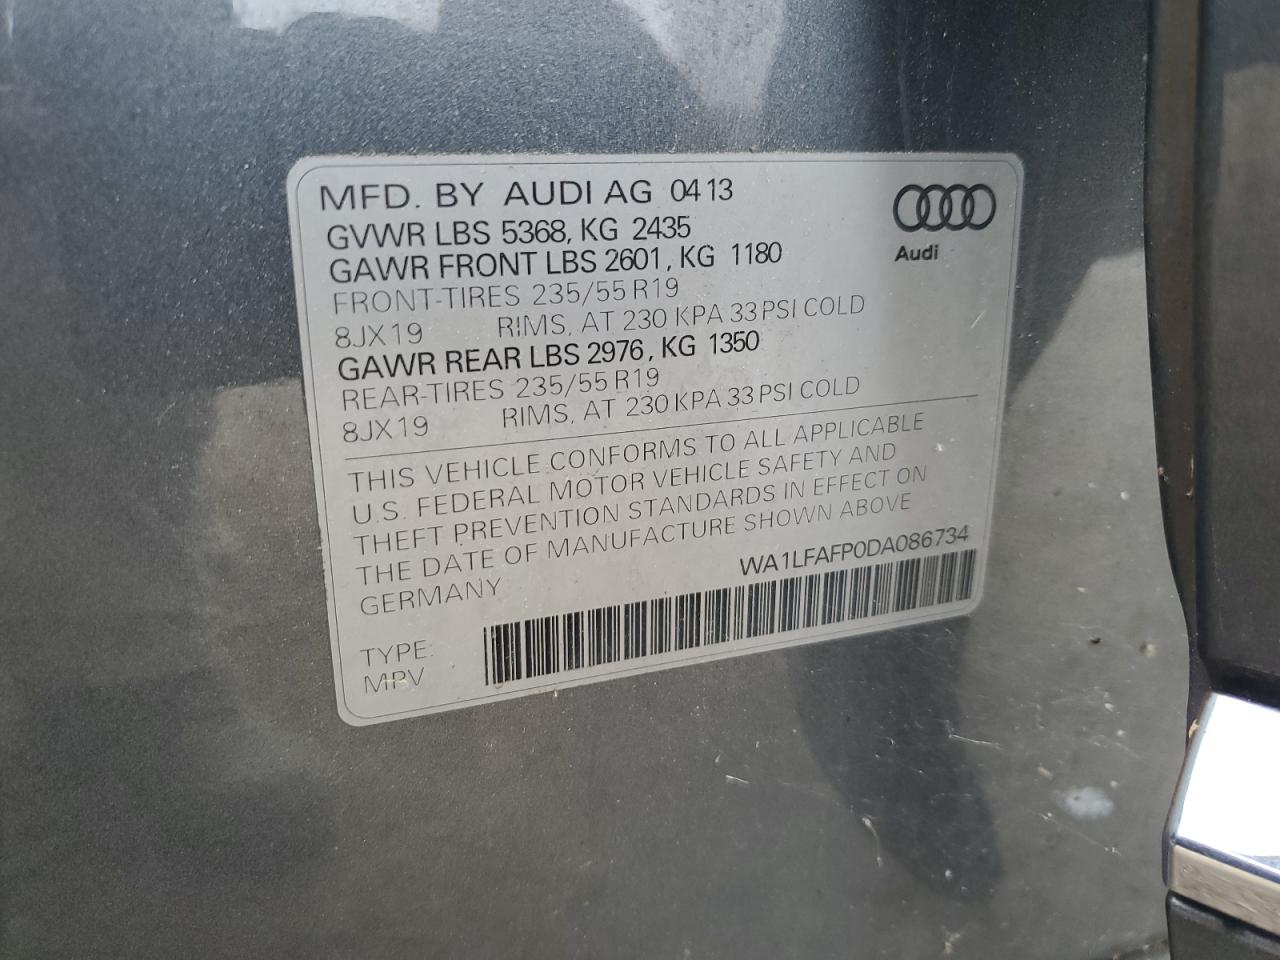 MFD. BY AUDI AG 04 13
GVWR LBS 5368, KG 2435
GAWR FRONT LBS 2601, KG 1180
FRONT-TIRES 235/55 R19
8JX19 RIMS, AT 230 KPA 33 PSI COLD
GAWR REAR LBS 2976, KG 1350
REAR-TIRES 235/55 R19
8JX19 RIMS, AT 230 KPA 33 PSI COLD
Audi
THIS VEHICLE CONFORMS TO ALL APPLICABLE
U.S. FEDERAL MOTOR VEHICLE SAFETY AND
THEFT PREVENTION STANDARDS IN EFFECT ON
THE DATE OF MANUFACTURE SHOWN ABOVE
GERMANY
WA1LFAFP0DA086734
TYPE:
MPV